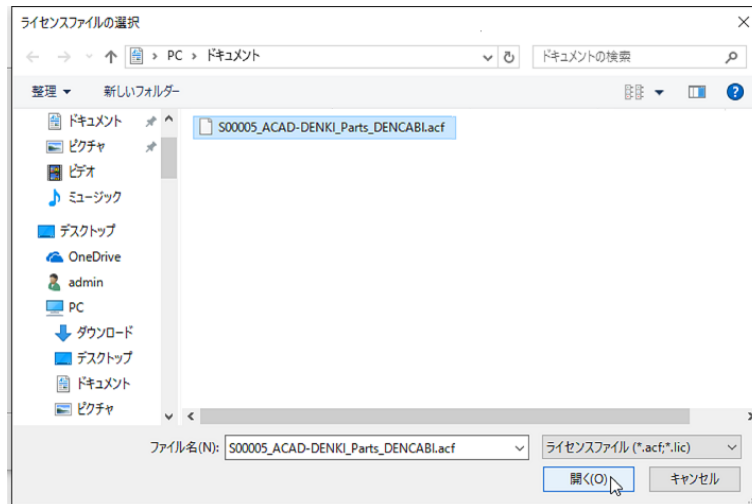 ライセンスファイルの選択
PC › ドキュメント
ドキュメントの検索
整理
新しいフォルダー
ドキュメント
ピクチャ
ビデオ
ミュージック
デスクトップ
OneDrive
admin
PC
ダウンロード
デスクトップ
ドキュメント
ピクチャ
S00005_ACAD-DENKI_Parts_DENCABI.acf
ファイル名(N): S00005_ACAD-DENKI_Parts_DENCABI.acf
ライセンスファイル (*.acf;*.lic)
開く(O)
キャンセル